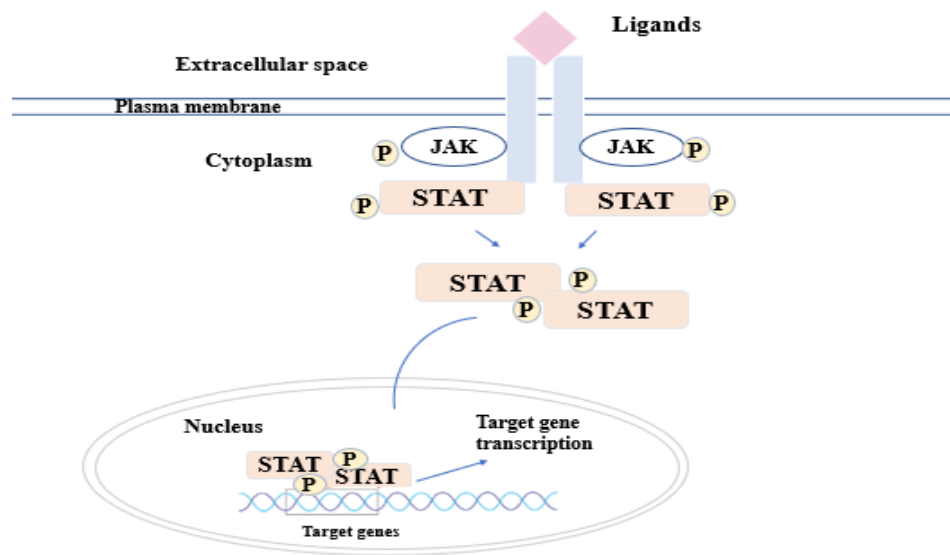 Ligands
Extracellular space
Plasma membrane
Cytoplasm
P JAK JAK P
P STAT STAT P
STAT P
P STAT
Nucleus
Target gene
transcription
STAT P
P STAT
Target genes